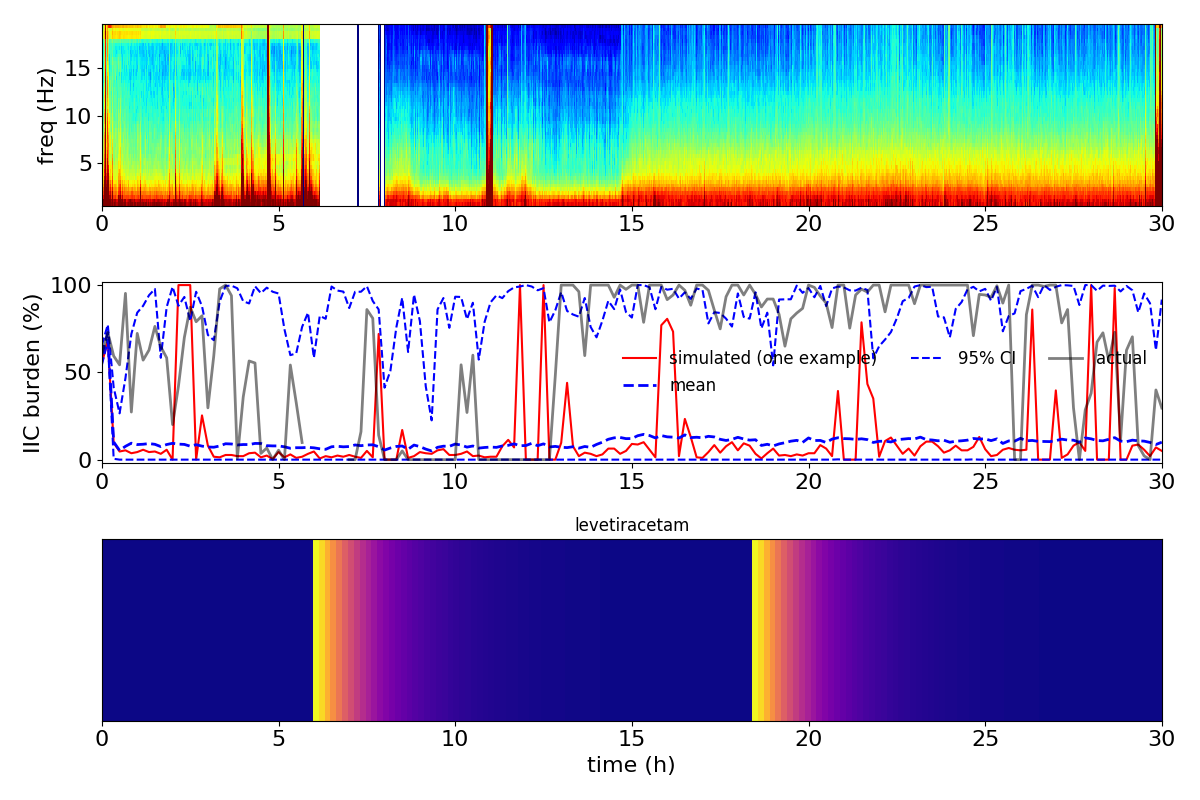 freq (Hz)
15
10
5
0 5 10 15 20 25 30
IIC burden (%)
100
50
0
simulated (one example) 95% CI actual
mean
0 5 10 15 20 25 30
levetiracetam
0 5 10 15 20 25 30
time (h)